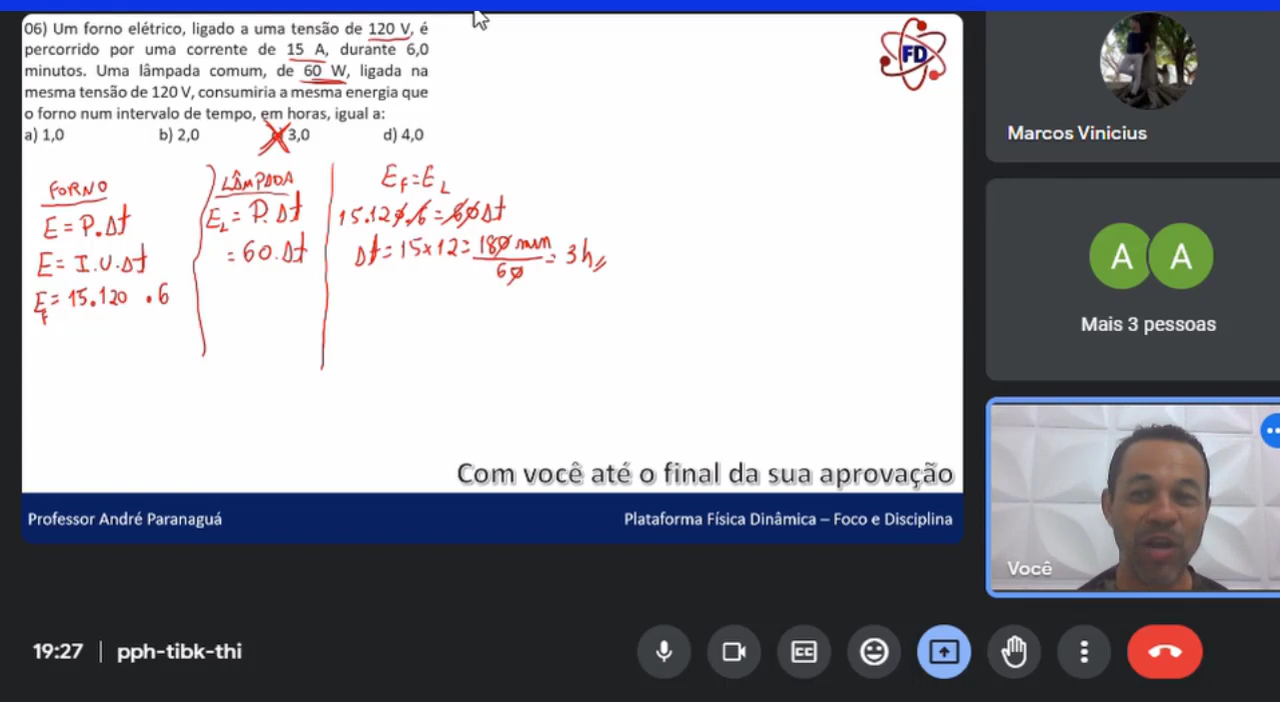 06) Um forno elétrico, ligado a uma tensão de 120 V, é
percorrido por uma corrente de 15 A, durante 6,0
minutos. Uma lâmpada comum, de 60 W, ligada na
mesma tensão de 120 V, consumiria a mesma energia que
o forno num intervalo de tempo, em horas, igual a:
a) 1,0 b) 2,0 3,0 d) 4,0
FD
FORNO
E = P.Δt
E = I.U.Δt
E_F = 15.120 .6
LÂMPADA
E_L = P.Δt
= 60.Δt
E_F = E_L
15.120.6 = 60Δt
Δt = 15x12 = 180 min / 60 = 3h
Com você até o final da sua aprovação
Professor André Paranaguá
Plataforma Física Dinâmica – Foco e Disciplina
Marcos Vinicius
A A
Mais 3 pessoas
Você
19:27 | pph-tibk-thi
CC